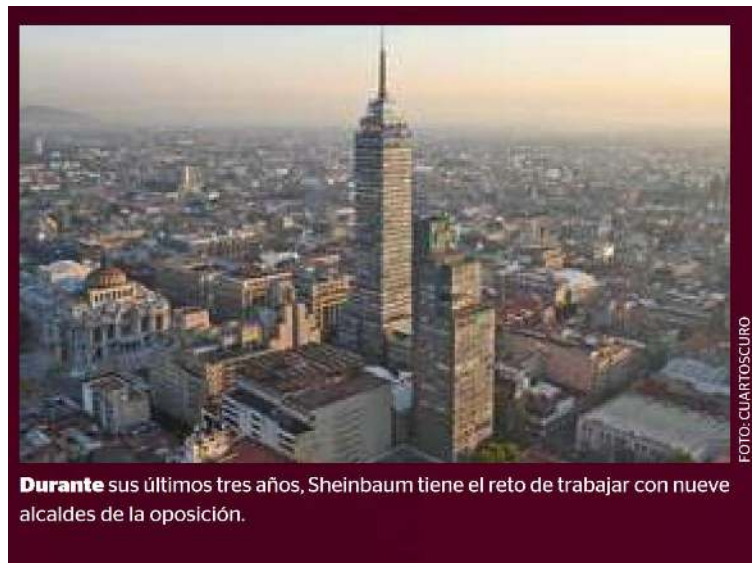 FOTO: CUARTOSCURO
Durante sus últimos tres años, Sheinbaum tiene el reto de trabajar con nueve
alcaldes de la oposición.